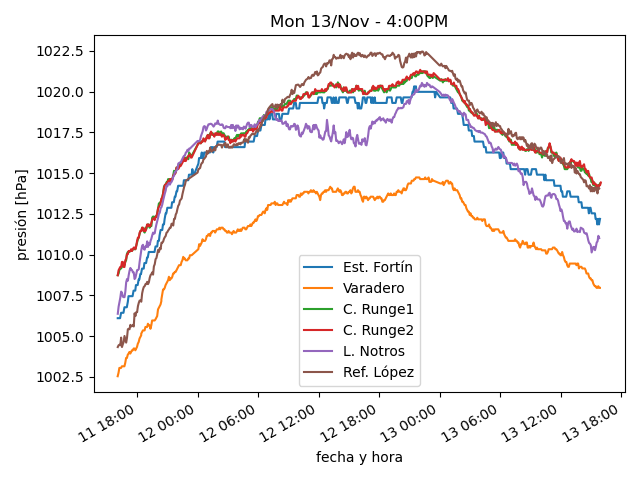 Mon 13/Nov - 4:00PM
presión [hPa]
1022.5
1020.0
1017.5
1015.0
1012.5
1010.0
1007.5
1005.0
1002.5
Est. Fortín
Varadero
C. Runge1
C. Runge2
L. Notros
Ref. López
11 18:00
12 00:00
12 06:00
12 12:00
12 18:00
13 00:00
13 06:00
13 12:00
13 18:00
fecha y hora